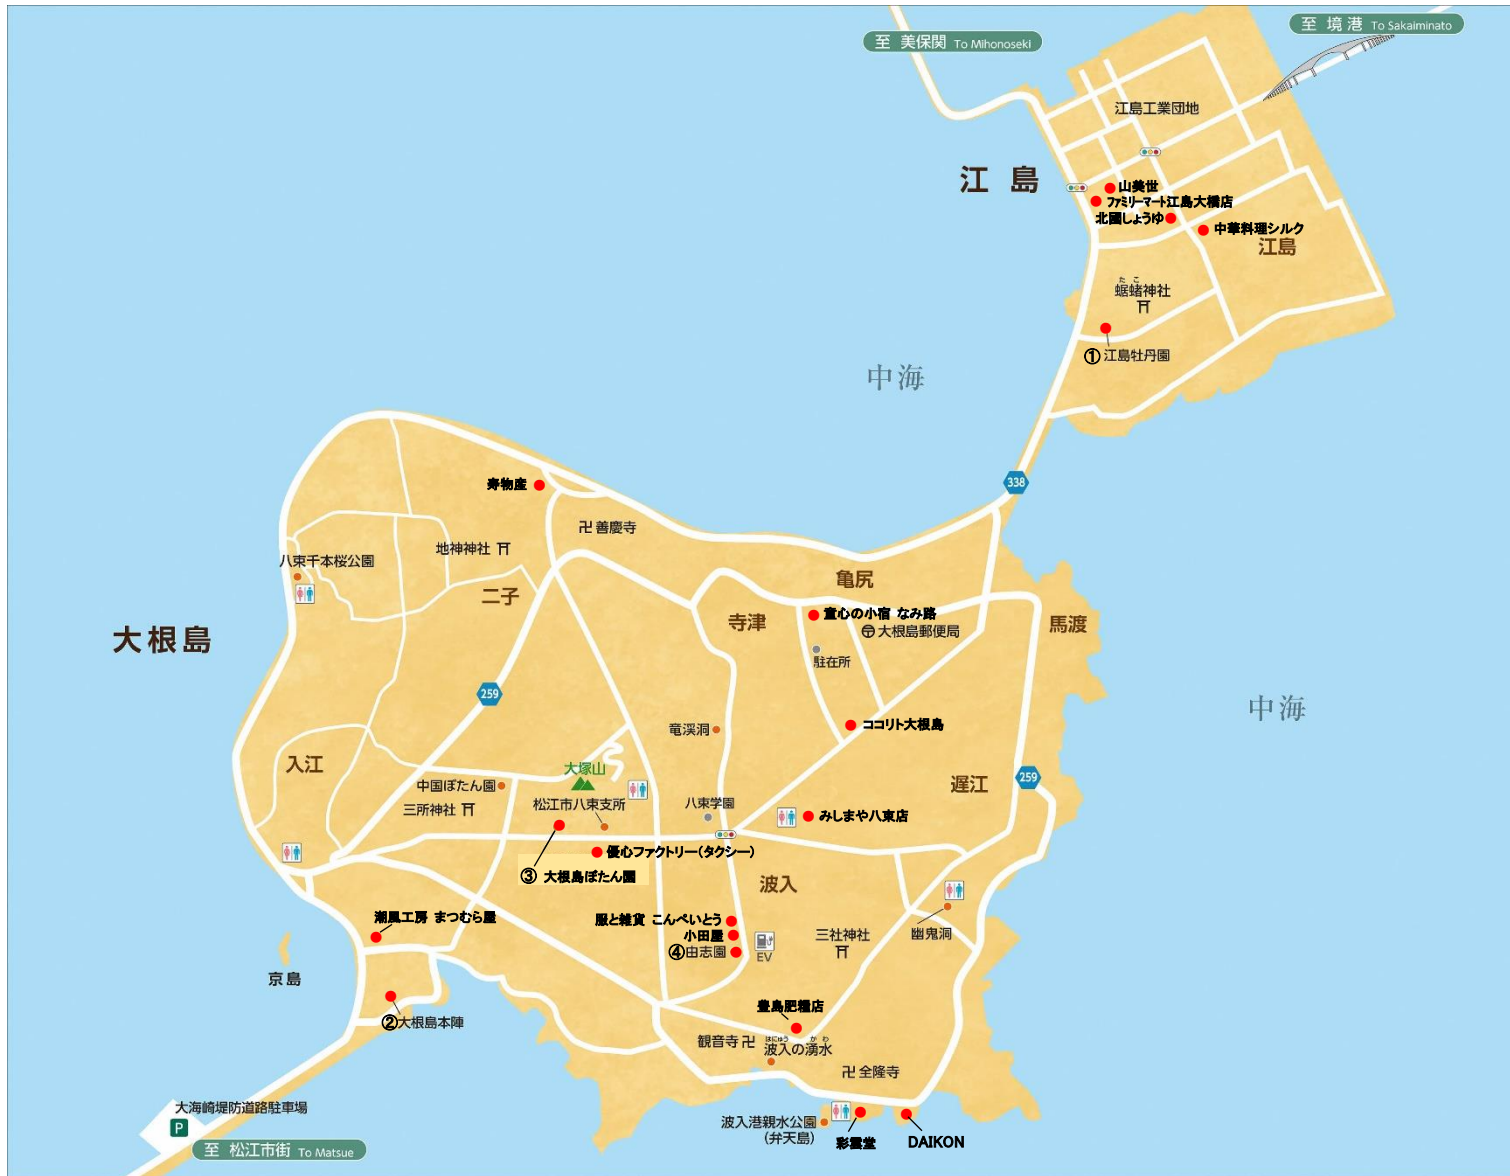 至 美保関 To Mihonoseki
至 境港 To Sakaiminato
江島工業団地
江島
山美世
ファミリーマート江島大橋店
北國しょうゆ
中華料理シルク
江島
たこ
蛸蛸神社
① 江島牡丹園
中海
338
寿物産
卍 善慶寺
地神神社
八束千本桜公園
二子
亀尻
寺津
童心の小宿 なみ路
大根島郵便局
馬渡
大根島
駐在所
259
中海
竜渓洞
ココリト大根島
入江
大塚山
中国ぼたん園
三所神社
松江市八束支所
八束学園
遅江
259
みしまや八束店
優心ファクトリー(タクシー)
③ 大根島ぼたん園
波入
潮風工房 まつむら屋
服と雑貨 こんぺいとう
小田屋
④由志園
EV
三社神社
幽鬼洞
京島
②大根島本陣
豊島肥糧店
観音寺 卍
はにゅう かわ
波入の湧水
卍 全隆寺
大海崎堤防道路駐車場
P
波入港親水公園
(弁天島)
彩雲堂
DAIKON
至 松江市街 To Matsue